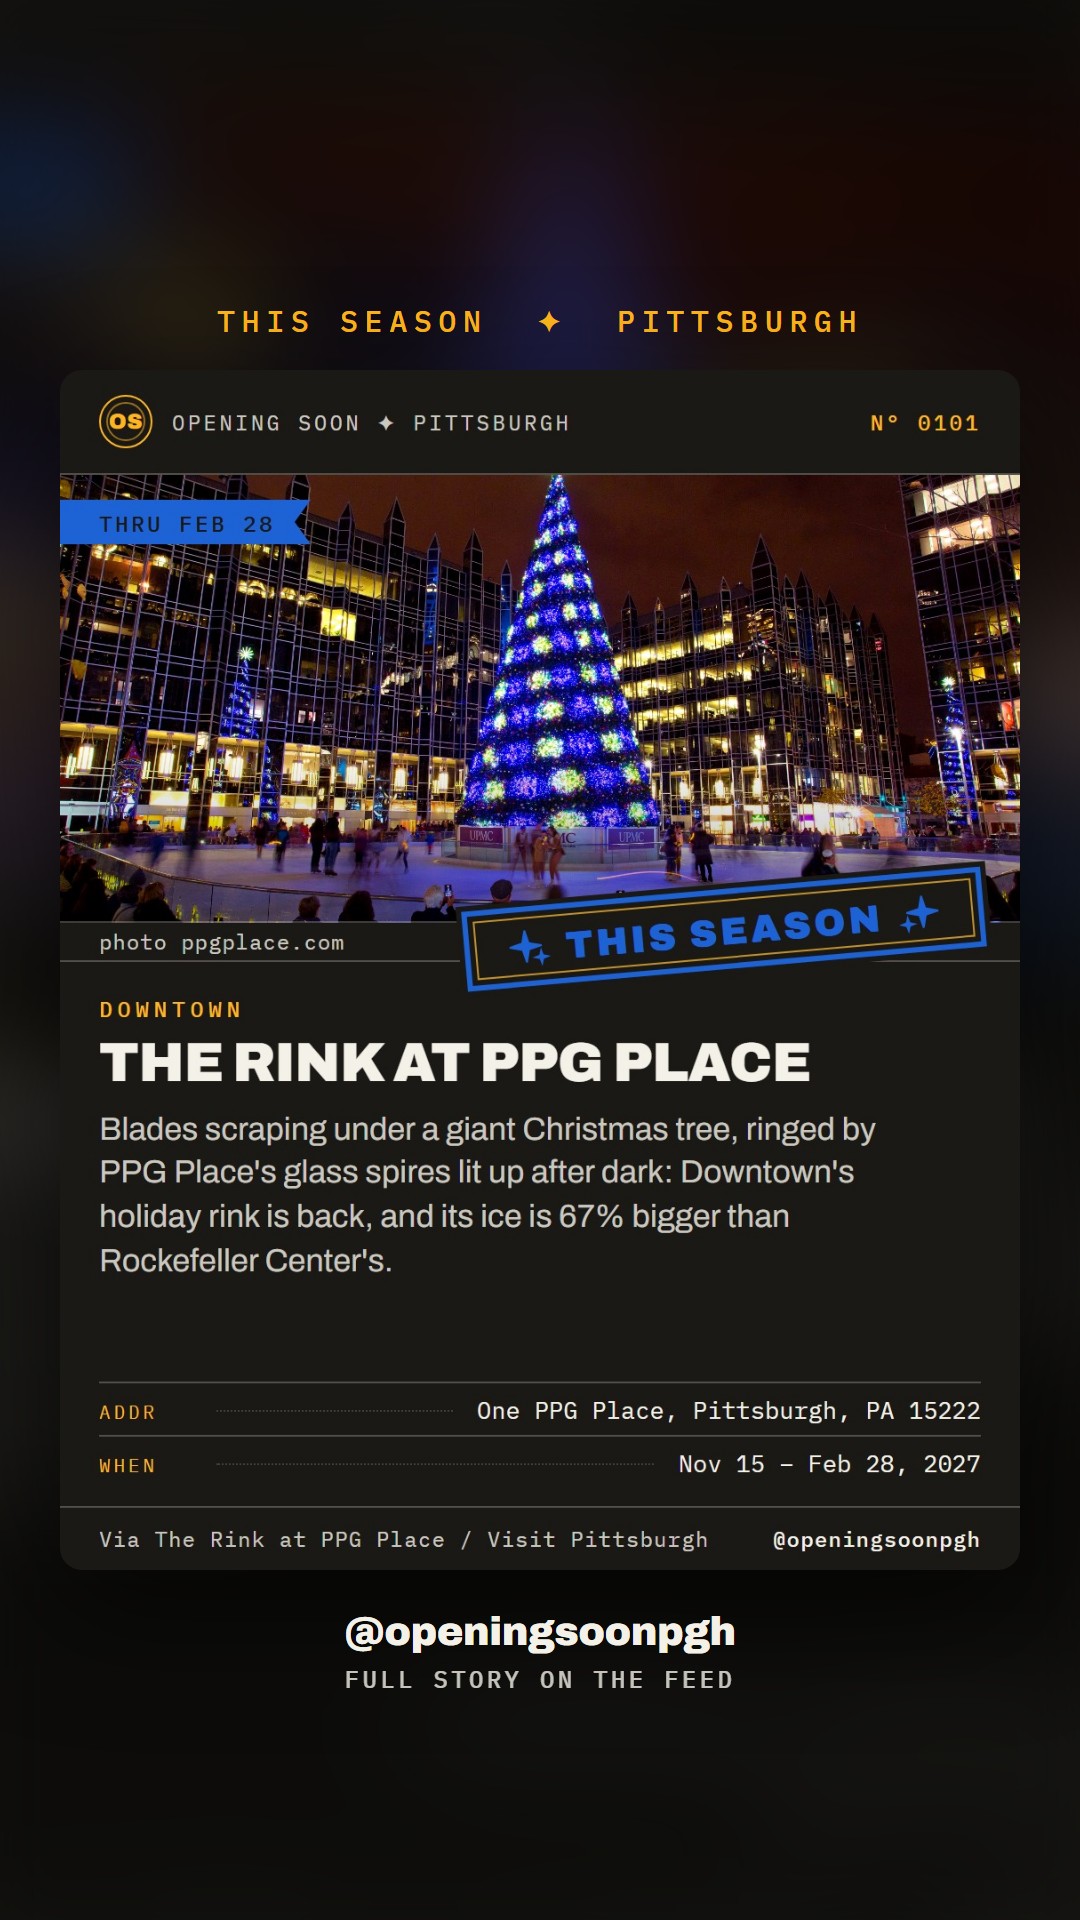 THIS SEASON ✦ PITTSBURGH
OS OPENING SOON ✦ PITTSBURGH N° 0101
THRU FEB 28
UPMC UPMC
photo ppgplace.com
THIS SEASON
DOWNTOWN
THE RINK AT PPG PLACE
Blades scraping under a giant Christmas tree, ringed by
PPG Place's glass spires lit up after dark: Downtown's
holiday rink is back, and its ice is 67% bigger than
Rockefeller Center's.
ADDR One PPG Place, Pittsburgh, PA 15222
WHEN Nov 15 – Feb 28, 2027
Via The Rink at PPG Place / Visit Pittsburgh @openingsoonpgh
@openingsoonpgh
FULL STORY ON THE FEED